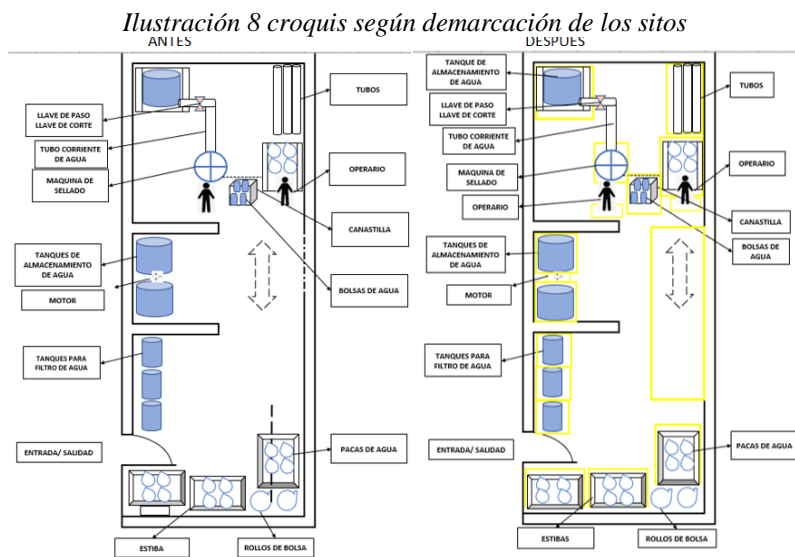 Ilustración 8 croquis según demarcación de los sitos
ANTES
TUBOS
LLAVE DE PASO
LLAVE DE CORTE
TUBO CORRIENTE
DE AGUA
MAQUINA DE
SELLADO
OPERARIO
CANASTILLA
TANQUES DE
ALMACENAMIENTO
DE AGUA
MOTOR
BOLSAS DE AGUA
TANQUES PARA
FILTRO DE AGUA
ENTRADA/ SALIDAD
PACAS DE AGUA
ESTIBA
ROLLOS DE BOLSA
DESPUES
TANQUE DE
ALMACENAMIENTO
DE AGUA
TUBOS
LLAVE DE PASO
LLAVE DE CORTE
TUBO CORRIENTE
DE AGUA
MAQUINA DE
SELLADO
OPERARIO
OPERARIO
CANASTILLA
BOLSAS DE
AGUA
TANQUES DE
ALMACENAMIENTO
DE AGUA
MOTOR
TANQUES PARA
FILTRO DE AGUA
ENTRADA/ SALIDAD
PACAS DE AGUA
ESTIBAS
ROLLOS DE BOLSA